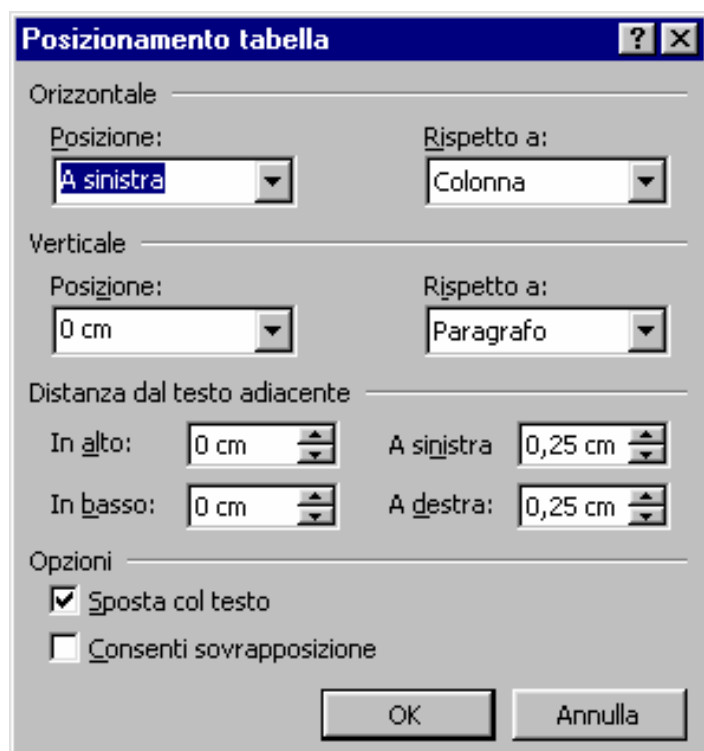 Posizionamento tabella
Orizzontale
Posizione: Rispetto a:
A sinistra Colonna
Verticale
Posizione: Rispetto a:
0 cm Paragrafo
Distanza dal testo adiacente
In alto: 0 cm A sinistra 0,25 cm
In basso: 0 cm A destra: 0,25 cm
Opzioni
Sposta col testo
Consenti sovrapposizione
OK Annulla